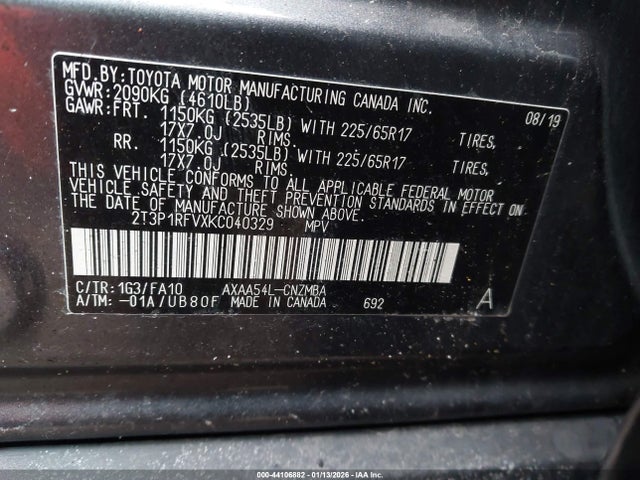 MFD.BY:TOYOTA MOTOR MANUFACTURING CANADA INC.
GVWR:2090KG (4610LB) 08/19
GAWR:FRT. 1150KG (2535LB) WITH 225/65R17 TIRES,
17X7.0J RIMS.
RR. 1150KG (2535LB) WITH 225/65R17 TIRES,
17X7.0J RIMS.
THIS VEHICLE CONFORMS TO ALL APPLICABLE FEDERAL MOTOR
VEHICLE SAFETY AND THEFT PREVENTION STANDARDS IN EFFECT ON
THE DATE OF MANUFACTURE SHOWN ABOVE.
2T3P1RFVXKC040329 MPV
C/TR: 1G3/FA10 AXAA54L-CNZMBA A
A/TM: -01A/UB80F MADE IN CANADA 692
000-44106882 - 01/13/2026 - IAA Corp.